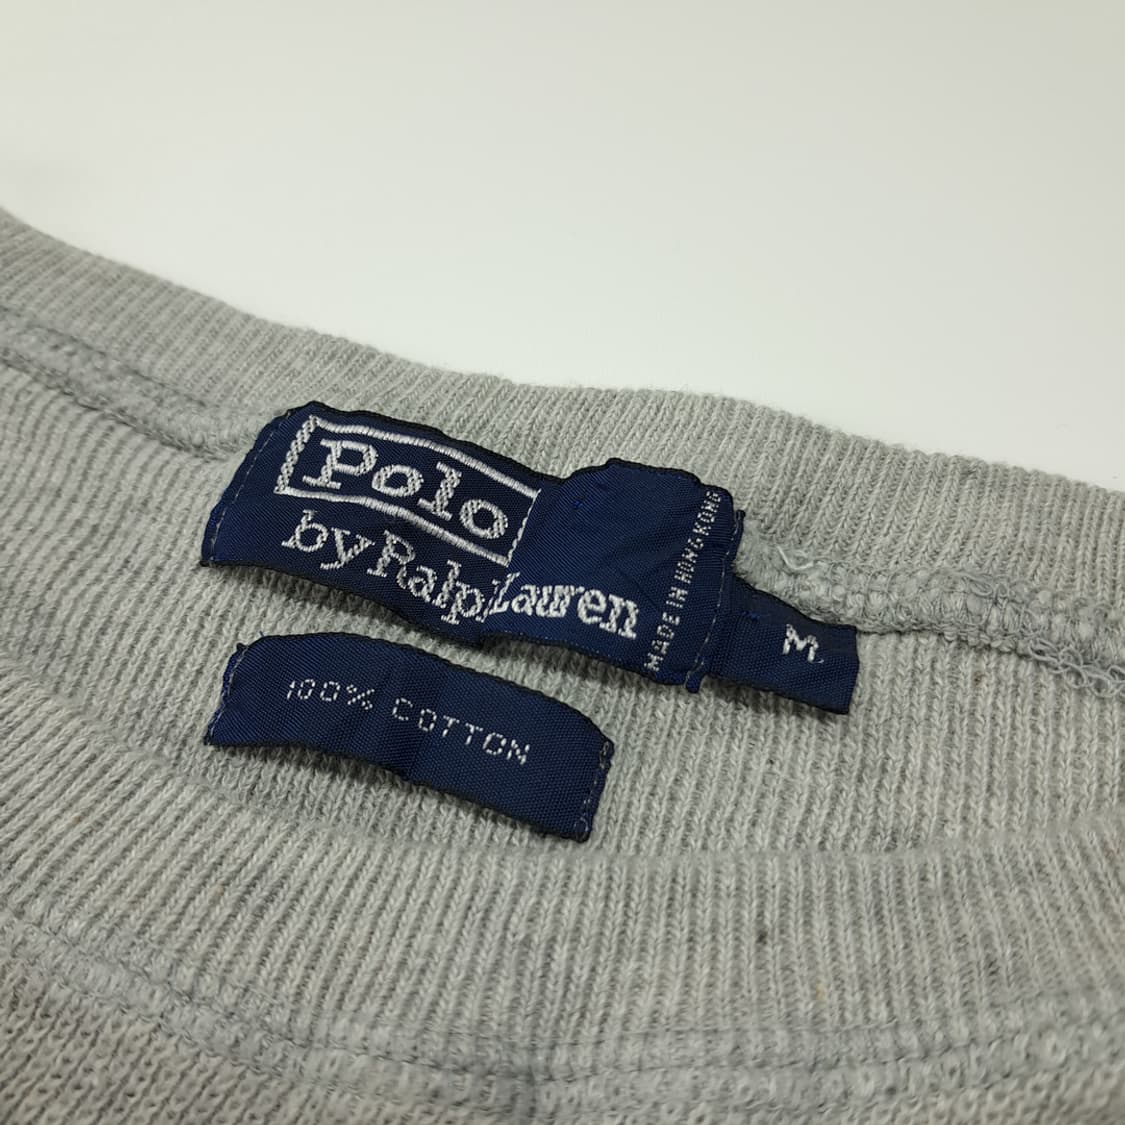 Polo
by Ralph Lauren
MADE IN HONG KONG
M
100% COTTON